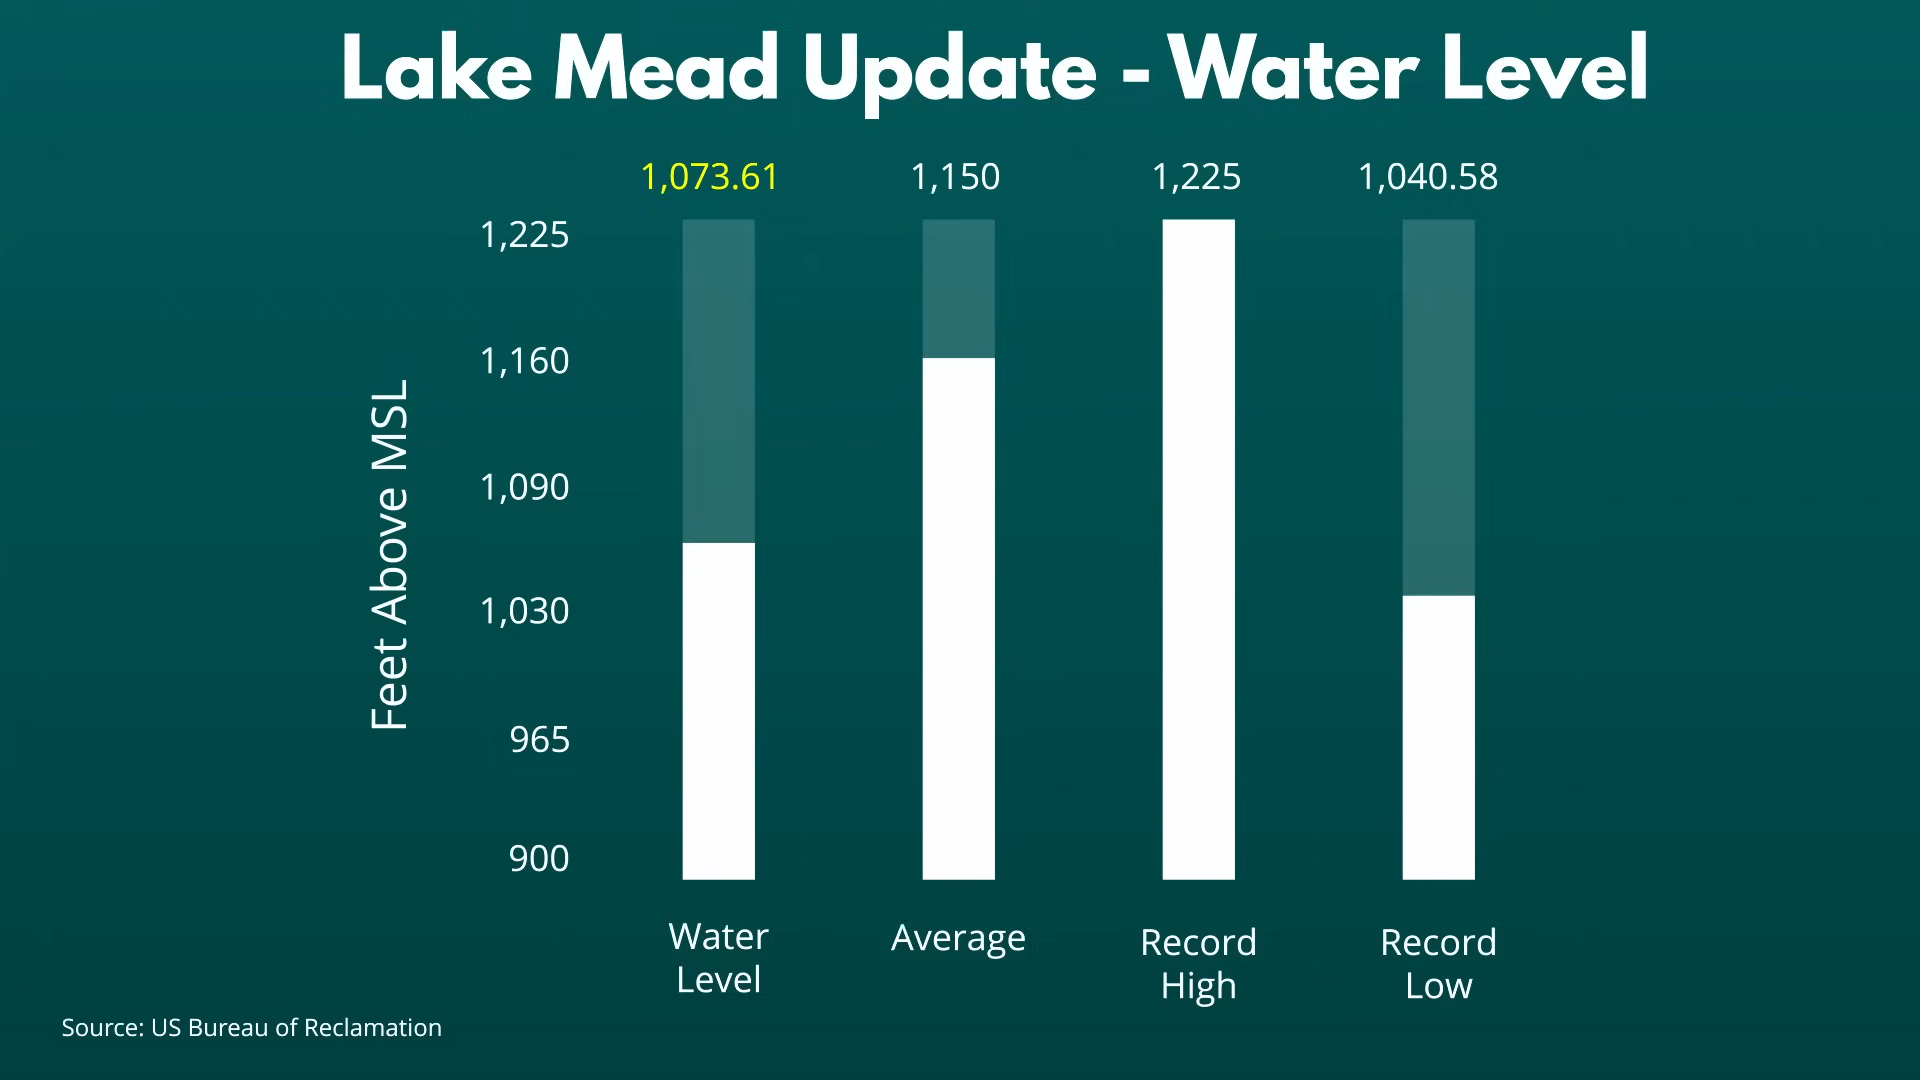 Lake Mead Update - Water Level
1,073.61
1,150
1,225
1,040.58
1,225
1,160
1,090
1,030
965
900
Feet Above MSL
Water
Level
Average
Record
High
Record
Low
Source: US Bureau of Reclamation